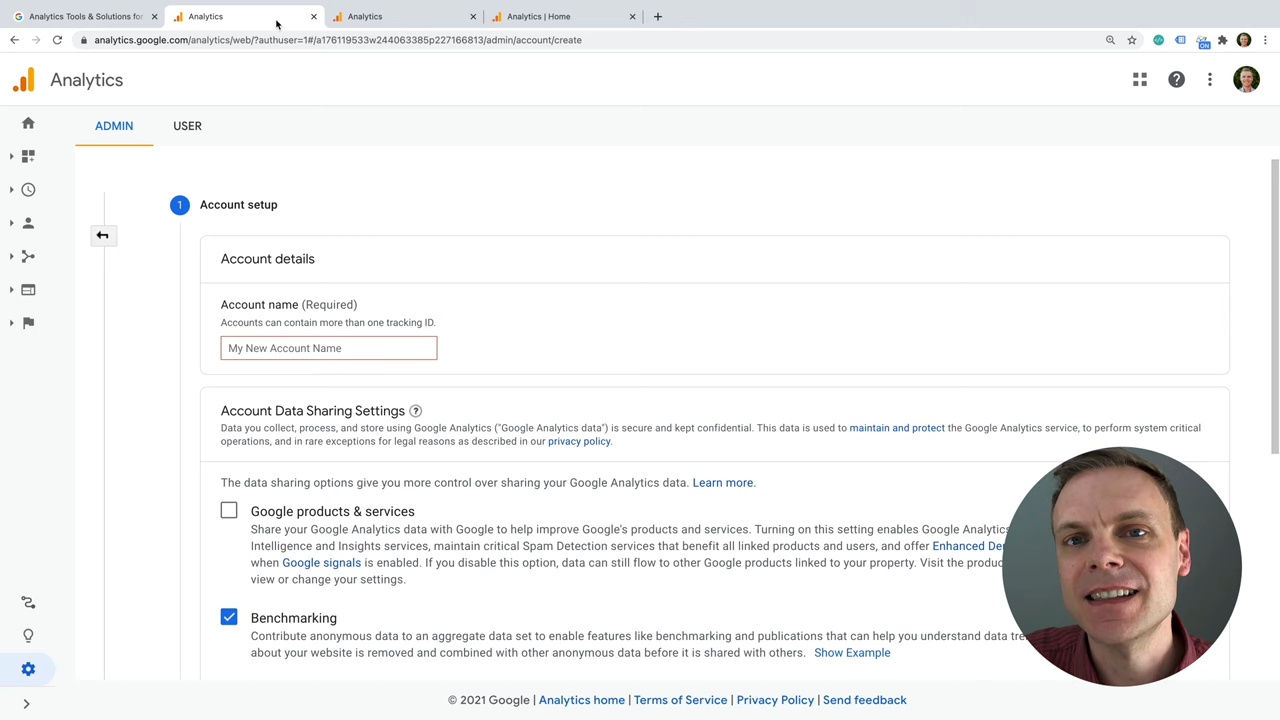 Analytics Tools & Solutions for
Analytics
Analytics
Analytics | Home
analytics.google.com/analytics/web/?authuser=1#/a176119533w244063385p227166813/admin/account/create
ON
Analytics
ADMIN
USER
1
Account setup
Account details
Account name (Required)
Accounts can contain more than one tracking ID.
My New Account Name
Account Data Sharing Settings
Data you collect, process, and store using Google Analytics ("Google Analytics data") is secure and kept confidential. This data is used to maintain and protect the Google Analytics service, to perform system critical
operations, and in rare exceptions for legal reasons as described in our privacy policy.
The data sharing options give you more control over sharing your Google Analytics data. Learn more.
Google products & services
Share your Google Analytics data with Google to help improve Google's products and services. Turning on this setting enables Google Analytics
Intelligence and Insights services, maintain critical Spam Detection services that benefit all linked products and users, and offer Enhanced De
when Google signals is enabled. If you disable this option, data can still flow to other Google products linked to your property. Visit the produc
view or change your settings.
Benchmarking
Contribute anonymous data to an aggregate data set to enable features like benchmarking and publications that can help you understand data tre
about your website is removed and combined with other anonymous data before it is shared with others. Show Example
© 2021 Google | Analytics home | Terms of Service | Privacy Policy | Send feedback